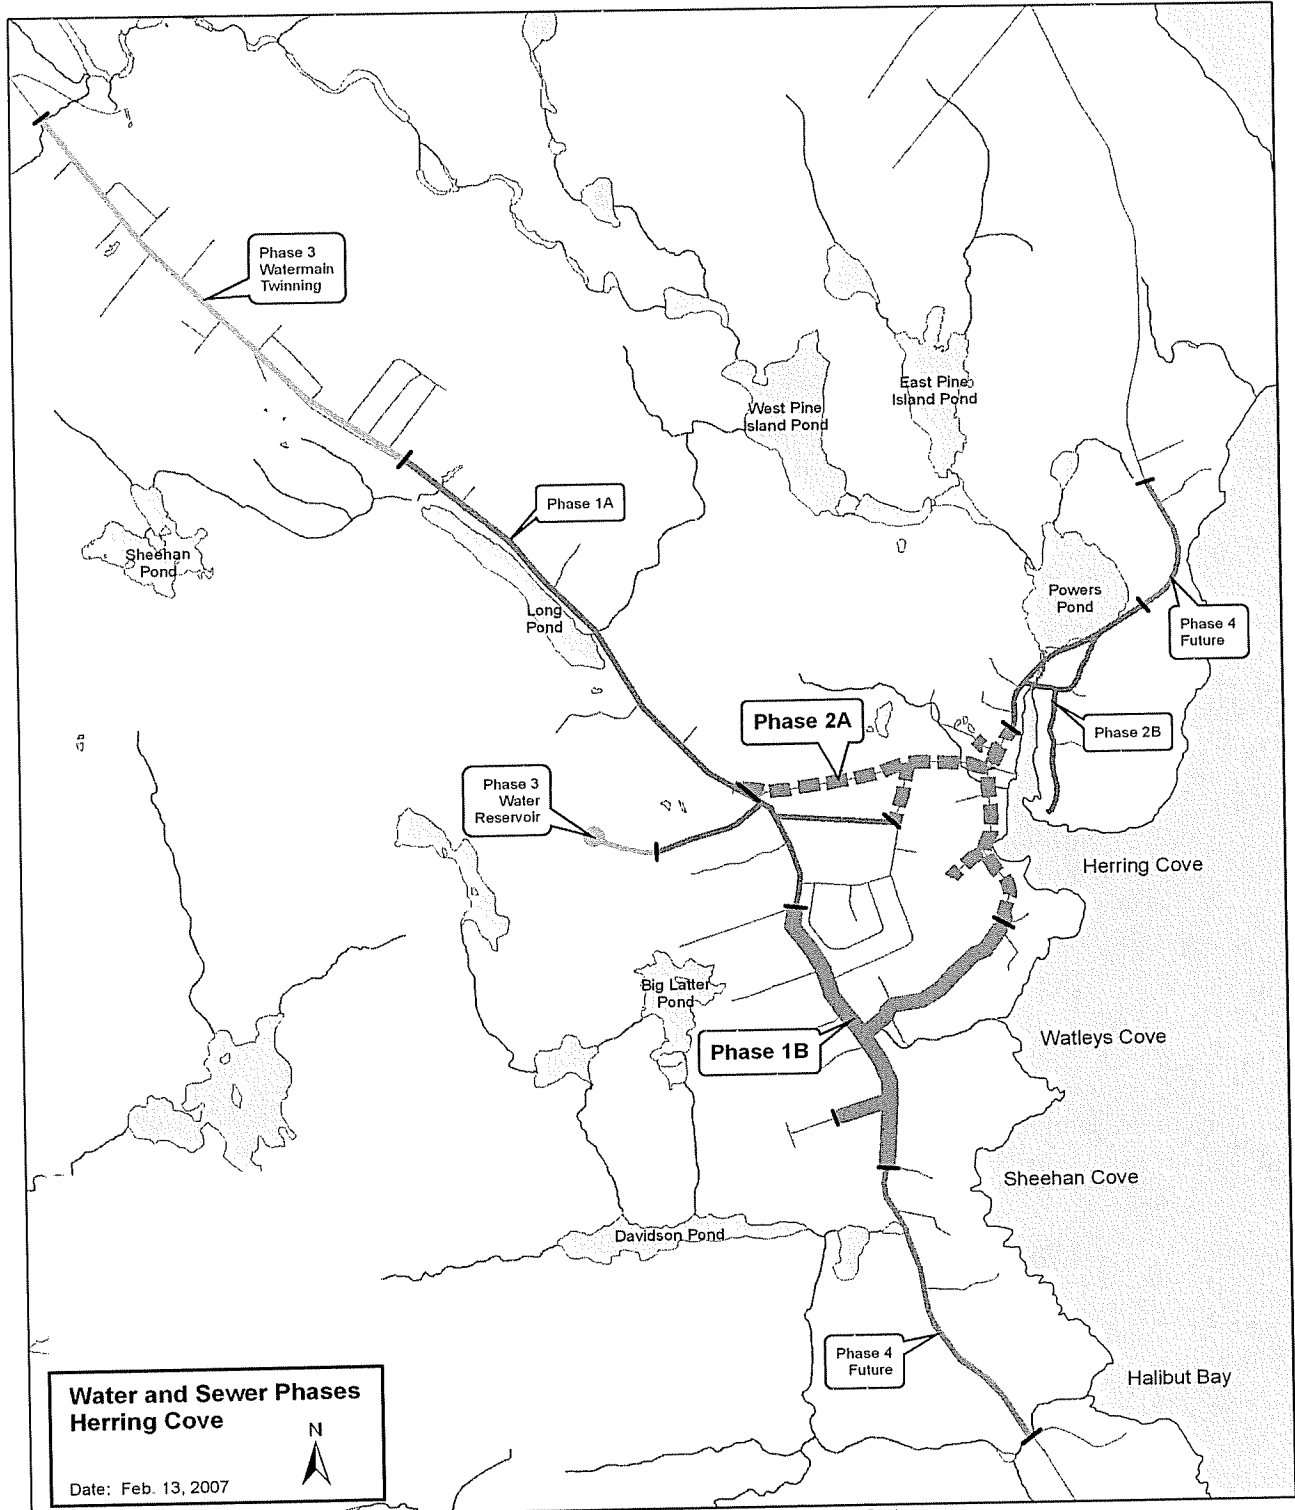 Phase 3
Watermain
Twinning
East Pine
Island Pond
West Pine
Island Pond
Phase 1A
Sheehan
Pond
Powers
Pond
Long
Pond
Phase 4
Future
Phase 2A
Phase 2B
Phase 3
Water
Reservoir
Herring Cove
Big Latter
Pond
Watleys Cove
Phase 1B
Sheehan Cove
Davidson Pond
Phase 4
Future
Halibut Bay
Water and Sewer Phases
Herring Cove
N
Date: Feb. 13, 2007